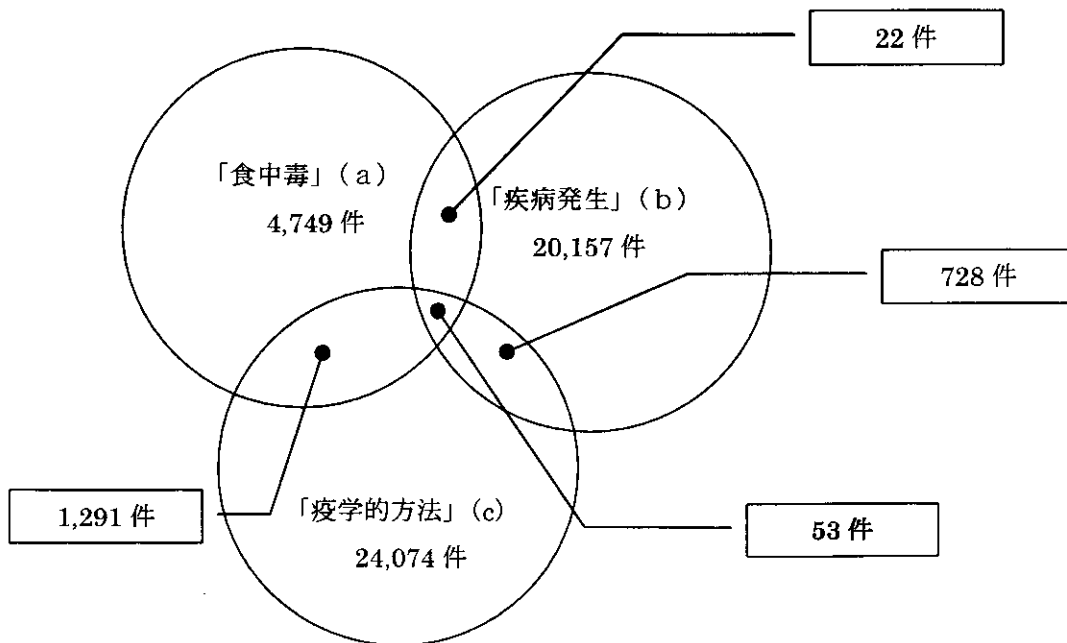 22 件
「食中毒」(a)
4,749 件
「疾病発生」(b)
20,157 件
728 件
1,291 件
「疫学的方法」(c)
24,074 件
53 件